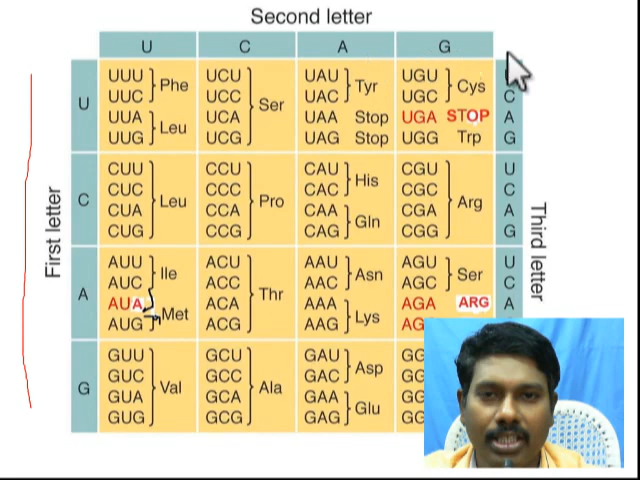 Second letter
U C A G
First letter
Third letter
U
UUU
UUC
Phe
UUA
UUG
Leu
UCU
UCC
UCA
UCG
Ser
UAU
UAC
Tyr
UAA Stop
UAG Stop
UGU
UGC
Cys
UGA STOP
UGG Trp
C
A
G
C
CUU
CUC
CUA
CUG
Leu
CCU
CCC
CCA
CCG
Pro
CAU
CAC
His
CAA
CAG
Gln
CGU
CGC
CGA
CGG
Arg
U
C
A
G
A
AUU
AUC
Ile
AUA
AUG
Met
ACU
ACC
ACA
ACG
Thr
AAU
AAC
Asn
AAA
AAG
Lys
AGU
AGC
Ser
AGA ARG
U
C
A
G
GUU
GUC
GUA
GUG
Val
GCU
GCC
GCA
GCG
Ala
GAU
GAC
Asp
GAA
GAG
Glu